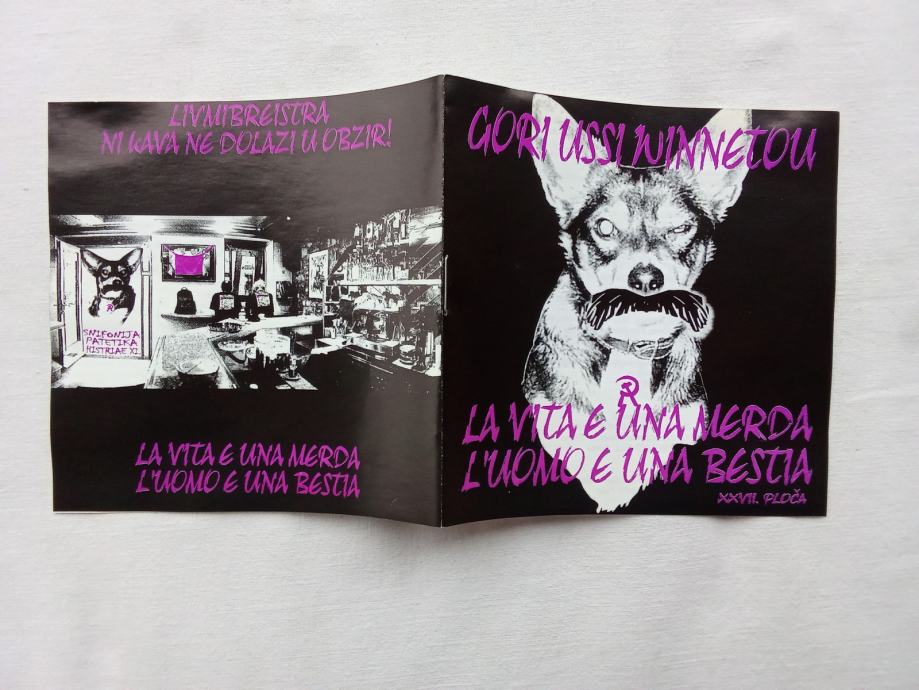 LIVMIBREISTRA
NI KAVA NE DOLAZI U OBZIR!
SNIFONIJA
PATETIKA
HISTRIAE XI.
LA VITA E UNA MERDA
L'UOMO E UNA BESTIA
GORI USSI WINNETOU
LA VITA E UNA MERDA
L'UOMO E UNA BESTIA
XXVII. PLOČA